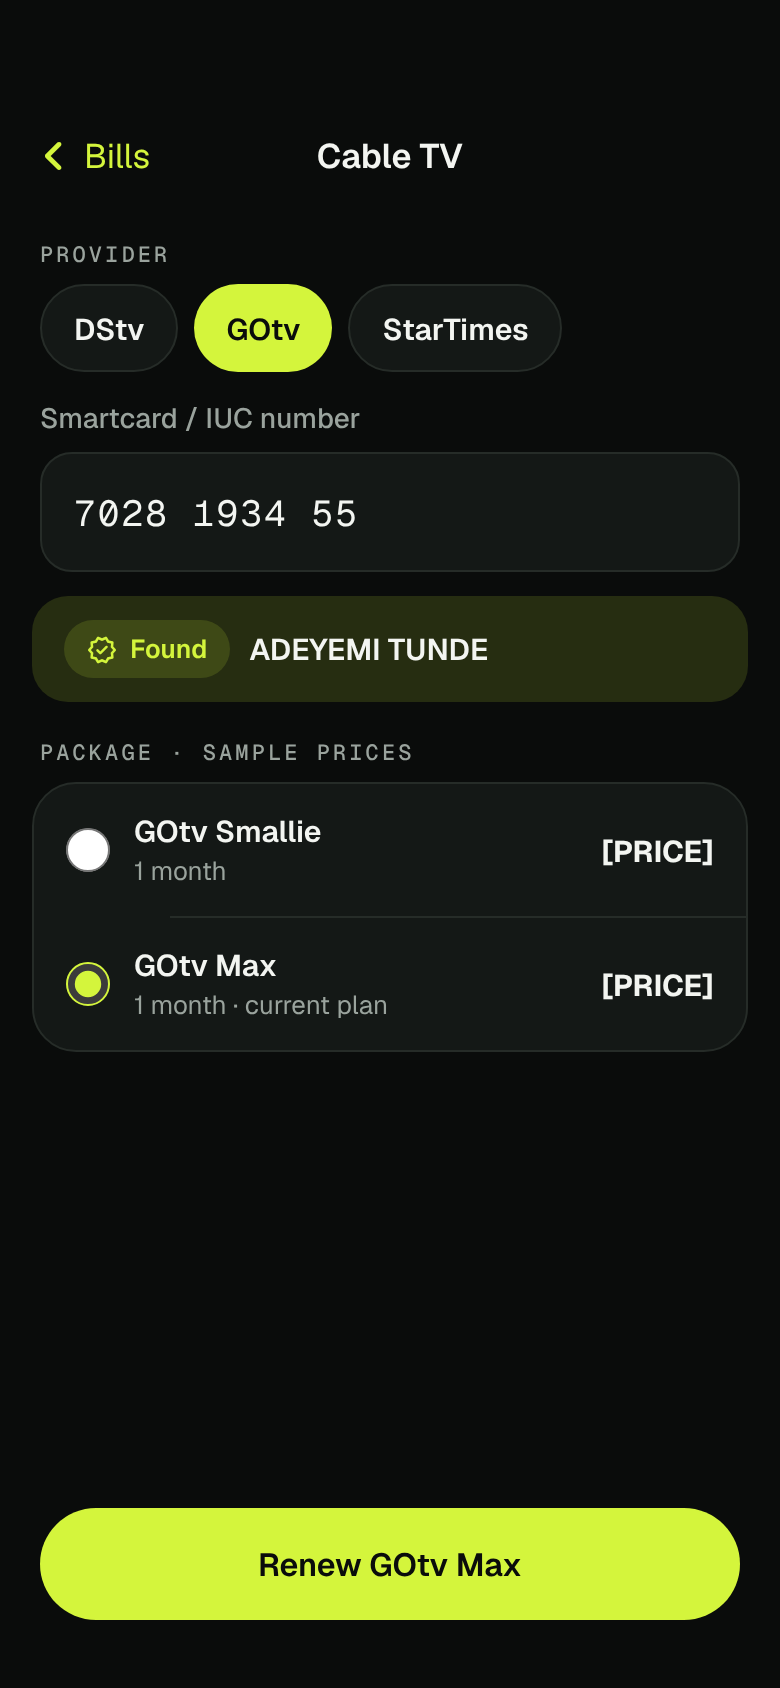 Bills
Cable TV
PROVIDER
DStv GOtv StarTimes
Smartcard / IUC number
7028 1934 55
Found ADEYEMI TUNDE
PACKAGE · SAMPLE PRICES
GOtv Smallie
1 month
[PRICE]
GOtv Max
1 month · current plan
[PRICE]
Renew GOtv Max